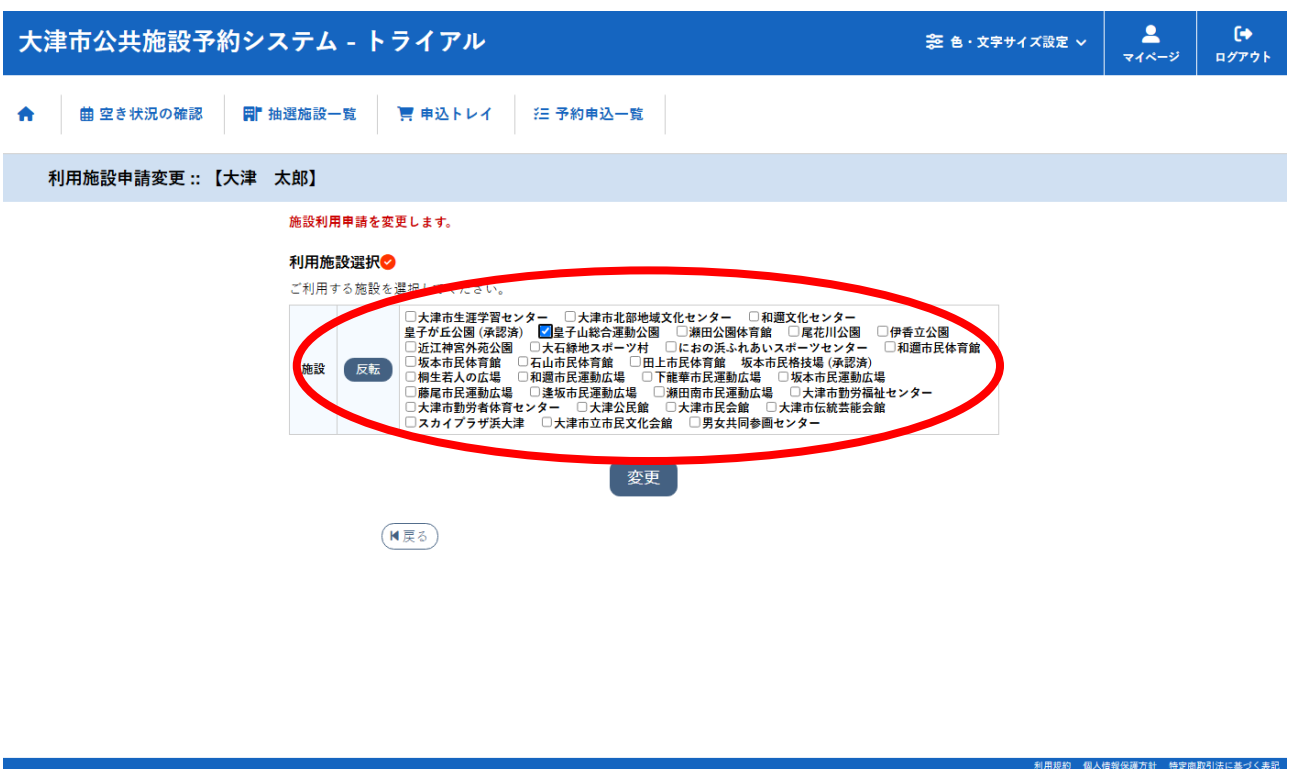 大津市公共施設予約システム - トライアル
色・文字サイズ設定
マイページ
ログアウト
空き状況の確認
抽選施設一覧
申込トレイ
予約申込一覧
利用施設申請変更 :: 【大津　太郎】
施設利用申請を変更します。
利用施設選択
ご利用する施設を選択してください。
施設
反転
大津市生涯学習センター 大津市北部地域文化センター 和邇文化センター
皇子が丘公園 (承認済) 皇子山総合運動公園 瀬田公園体育館 尾花川公園 伊香立公園
近江神宮外苑公園 大石緑地スポーツ村 におの浜ふれあいスポーツセンター 和邇市民体育館
坂本市民体育館 石山市民体育館 田上市民体育館 坂本市民格技場 (承認済)
桐生若人の広場 和邇市民運動広場 下龍華市民運動広場 坂本市民運動広場
藤尾市民運動広場 逢坂市民運動広場 瀬田南市民運動広場 大津市勤労福祉センター
大津市勤労者体育センター 大津公民館 大津市民会館 大津市伝統芸能会館
スカイプラザ浜大津 大津市立市民文化会館 男女共同参画センター
変更
戻る
利用規約 個人情報保護方針 特定商取引法に基づく表記